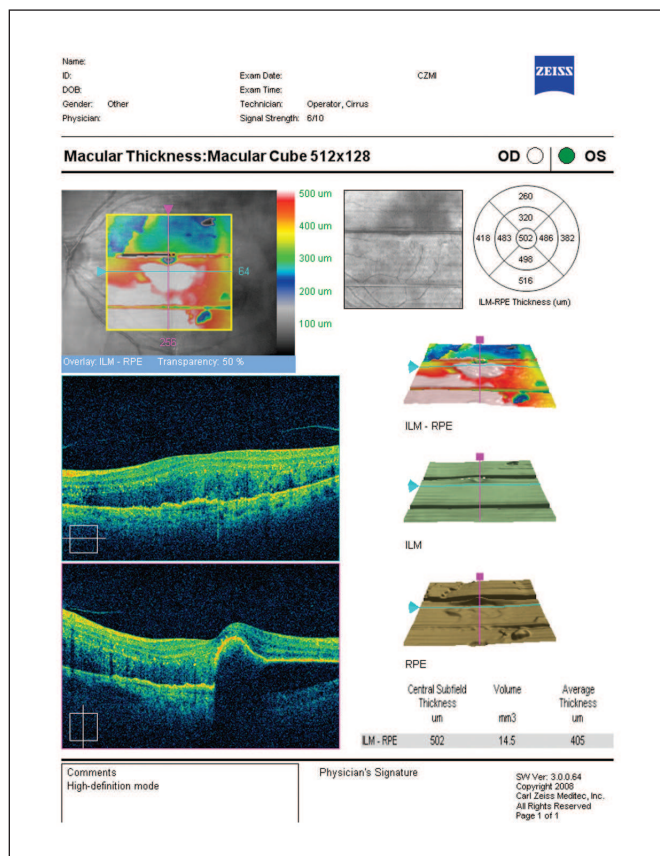 Name:
ID:
Exam Date:
CZMI
ZEISS
DOB:
Exam Time:
Gender: Other
Technician: Operator, Cirrus
Physician:
Signal Strength: 6/10
Macular Thickness:Macular Cube 512x128
OD OS
500 um
400 um
300 um
200 um
100 um
64
256
Overlay: ILM - RPE Transparency: 50 %
260
320
418 483 502 486 382
498
516
ILM-RPE Thickness (um)
ILM - RPE
ILM
RPE
Central Subfield Thickness um
Volume mm3
Average Thickness um
ILM - RPE 502 14.5 405
Comments
High-definition mode
Physician's Signature
SW Ver: 3.0.0.64
Copyright 2008
Carl Zeiss Meditec, Inc.
All Rights Reserved
Page 1 of 1